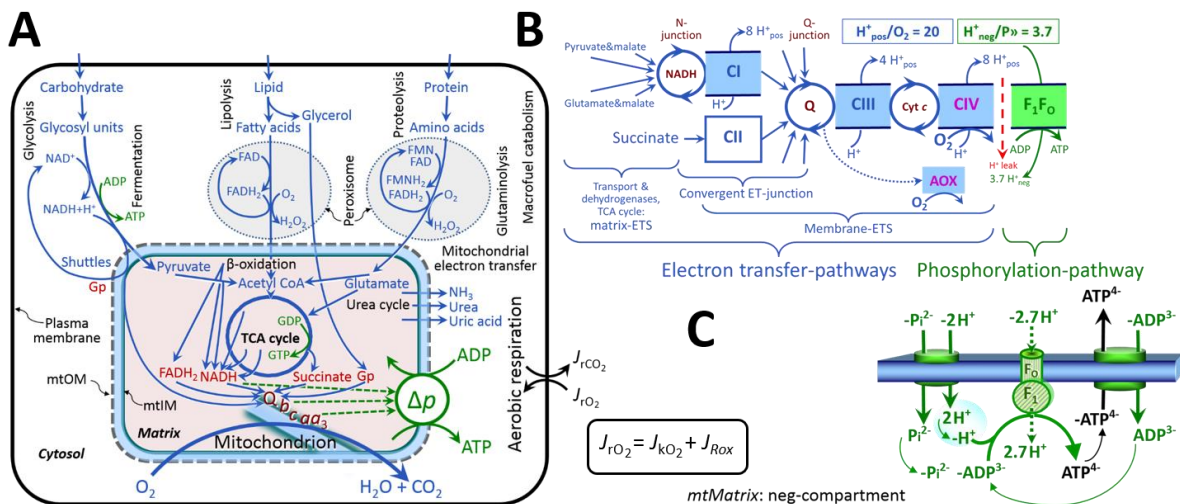 A
Carbohydrate
Lipid
Protein
Glycolysis
Glycosyl units
Fermentation
Lipolysis
Glycerol
Fatty acids
Proteolysis
Amino acids
Glutaminolysis
Macrofuel catabolism
NAD⁺
ADP
ATP
NADH+H⁺
FAD
FADH₂
O₂
H₂O₂
Peroxisome
FMN
FAD
FMNH₂
FADH₂
O₂
H₂O₂
Shuttles
Gp
Pyruvate
β-oxidation
Acetyl CoA
Glutamate
Mitochondrial
electron transfer
Urea cycle
NH₃
Urea
Uric acid
Plasma
membrane
TCA cycle
GDP
GTP
mtOM
mtIM
FADH₂
NADH
Succinate
Gp
Q
b
c
aa₃
Δp
ADP
ATP
Matrix
Mitochondrion
Cytosol
O₂
H₂O + CO₂
Aerobic respiration
JrCO₂
JrO₂
JrO₂ = JkO₂ + JRox
B
N-
junction
Q-
junction
8 H⁺pos
H⁺pos/O₂ = 20
H⁺neg/P» = 3.7
Pyruvate&malate
NADH
CI
4 H⁺pos
8 H⁺pos
Glutamate&malate
H⁺
Q
CIII
Cyt c
CIV
F₁FO
Succinate
CII
H⁺
O₂
H⁺
ADP
ATP
H⁺ leak
3.7 H⁺neg
AOX
O₂
Transport &
dehydrogenases,
TCA cycle:
matrix-ETS
Convergent ET-junction
Membrane-ETS
Electron transfer-pathways
Phosphorylation-pathway
C
ATP⁴⁻
-Pi²⁻
-2H⁺
-2.7H⁺
-ADP³⁻
FO
F₁
2H⁺
-H⁺
Pi²⁻
-ATP⁴⁻
ADP³⁻
2.7H⁺
ATP⁴⁻
-Pi²⁻
-ADP³⁻
mtMatrix: neg-compartment